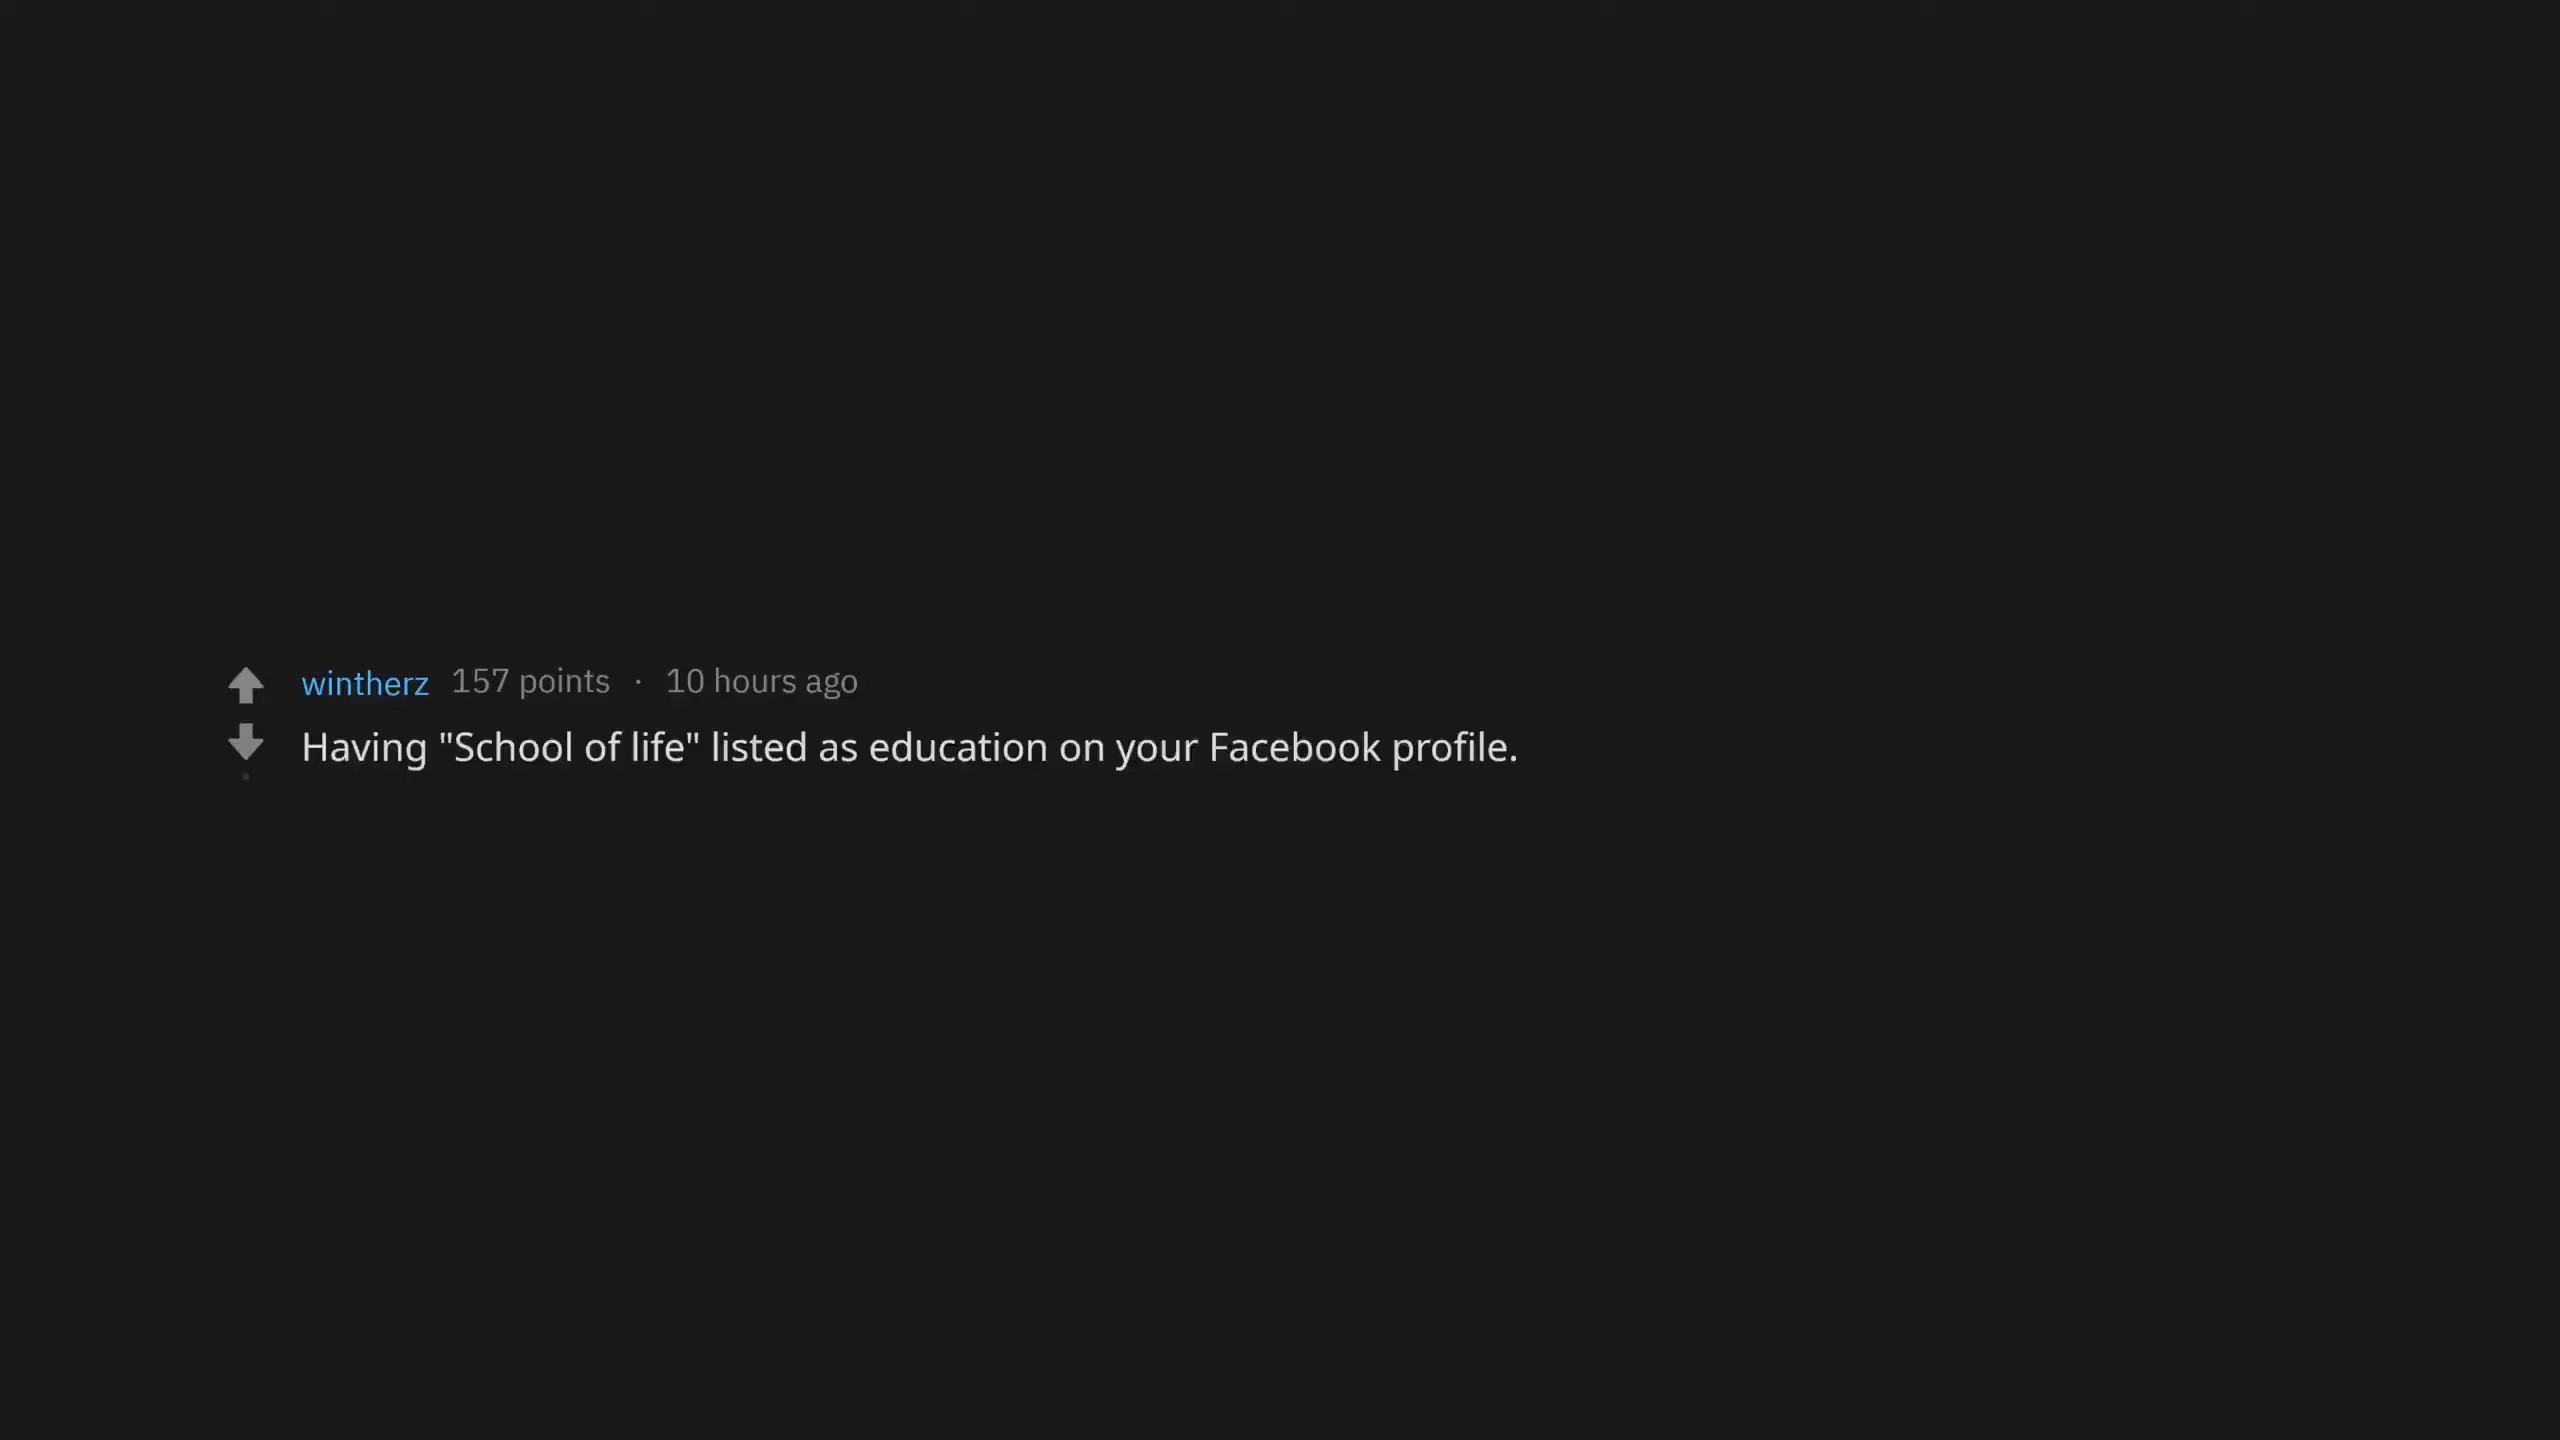 wintherz 157 points · 10 hours ago
Having "School of life" listed as education on your Facebook profile.